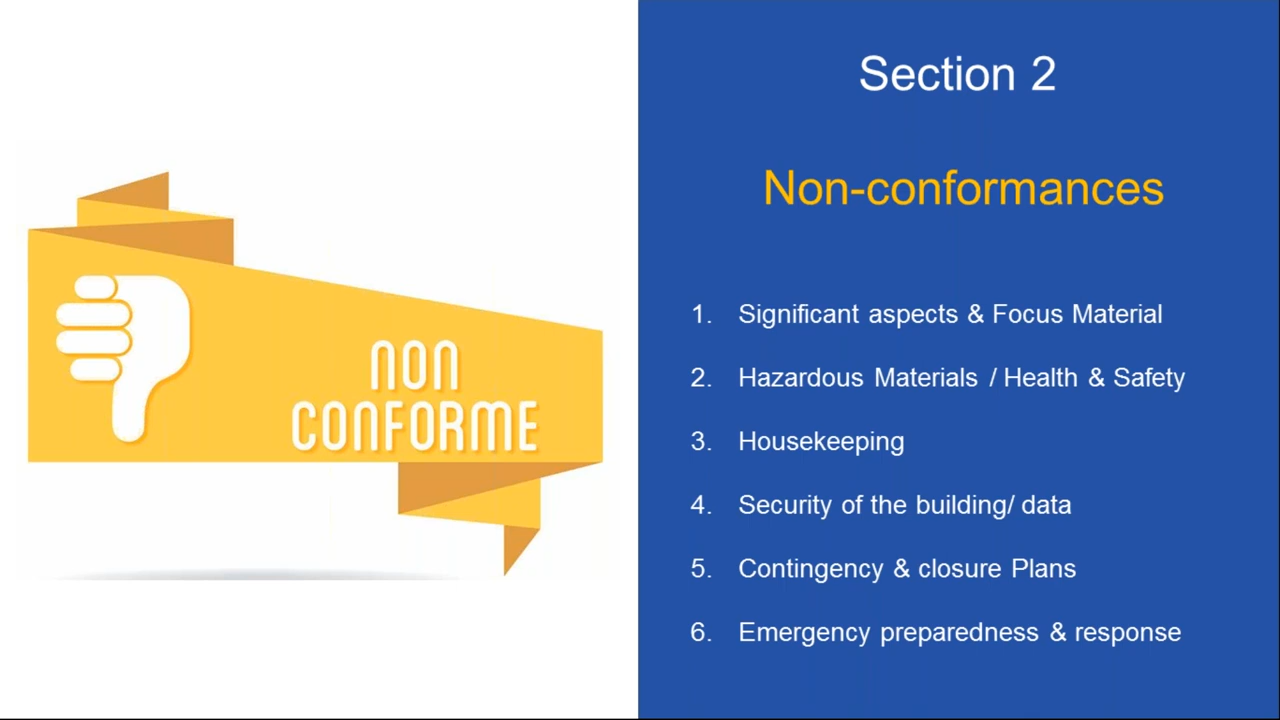 NON
CONFORME
Section 2
Non-conformances
1. Significant aspects & Focus Material
2. Hazardous Materials / Health & Safety
3. Housekeeping
4. Security of the building/ data
5. Contingency & closure Plans
6. Emergency preparedness & response